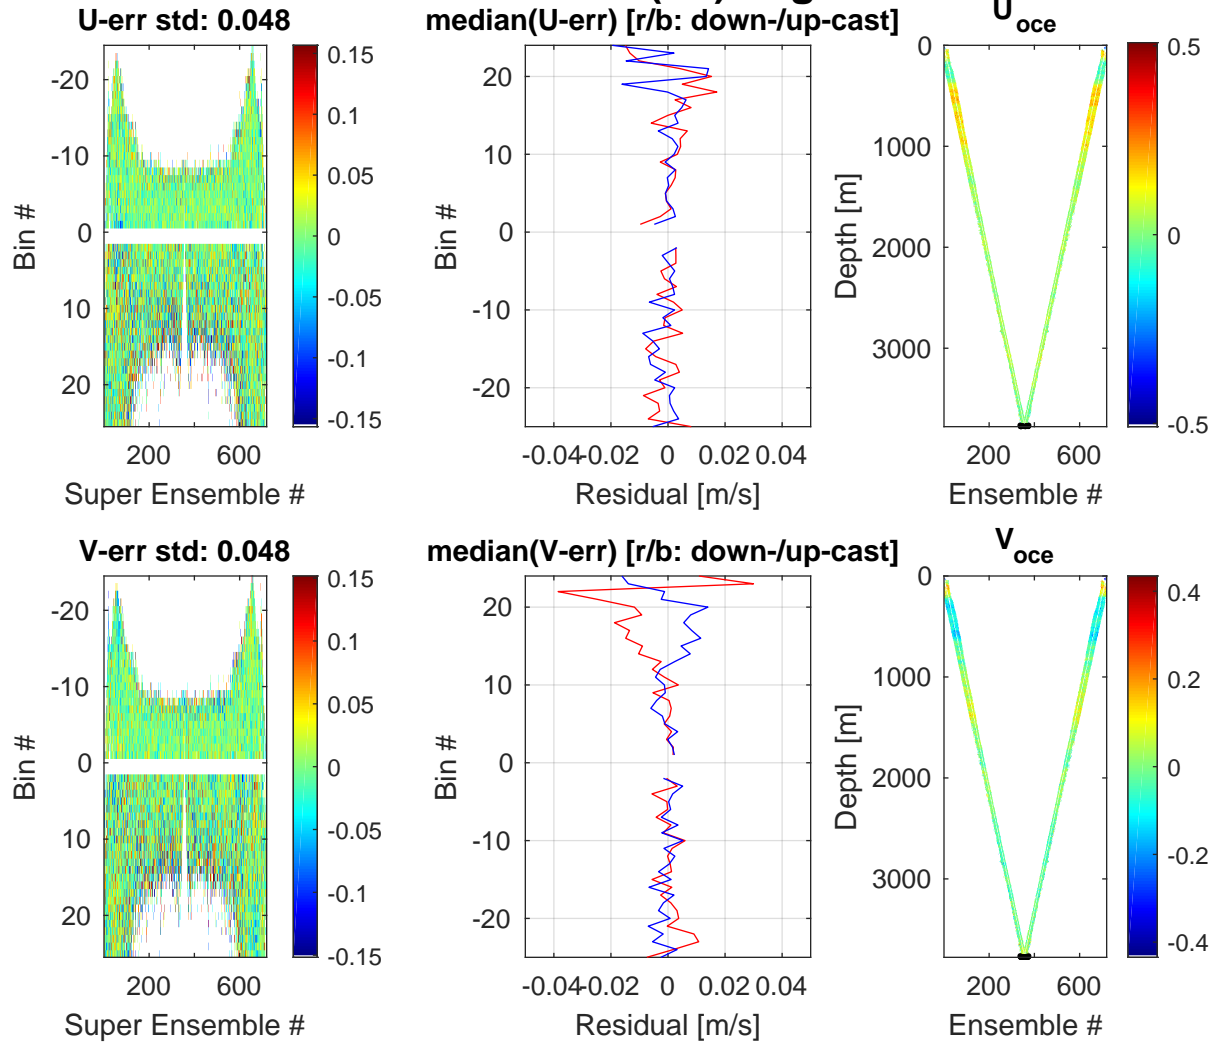 U-err std: 0.048
-20
-10
0
10
20
200 600
Super Ensemble #
Bin #
0.15
0.1
0.05
0
-0.05
-0.1
-0.15
median(U-err) [r/b: down-/up-cast]
20
10
0
-10
-20
-0.04 -0.02 0 0.02 0.04
Residual [m/s]
Bin #
U oce
0
1000
2000
3000
200 600
Ensemble #
Depth [m]
0.5
0
-0.5
V-err std: 0.048
-20
-10
0
10
20
200 600
Super Ensemble #
Bin #
0.15
0.1
0.05
0
-0.05
-0.1
-0.15
median(V-err) [r/b: down-/up-cast]
20
10
0
-10
-20
-0.04 -0.02 0 0.02 0.04
Residual [m/s]
Bin #
V oce
0
1000
2000
3000
200 600
Ensemble #
Depth [m]
0.4
0.2
0
-0.2
-0.4